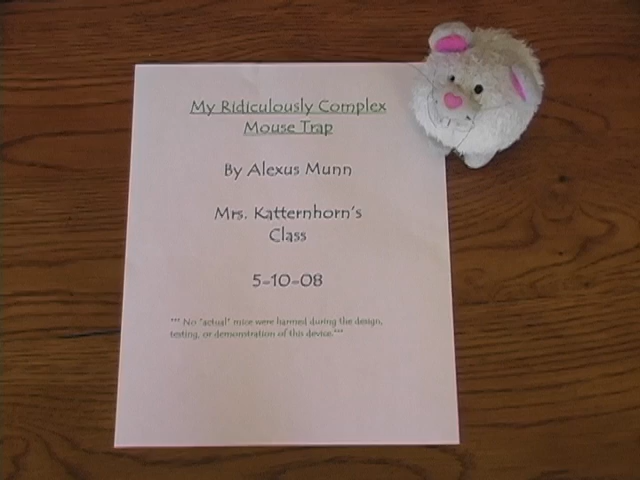 My Ridiculously Complex
Mouse Trap
By Alexus Munn
Mrs. Katternhorn's
Class
5-10-08
*** No "actual" mice were harmed during the design,
testing, or demonstration of this device.***